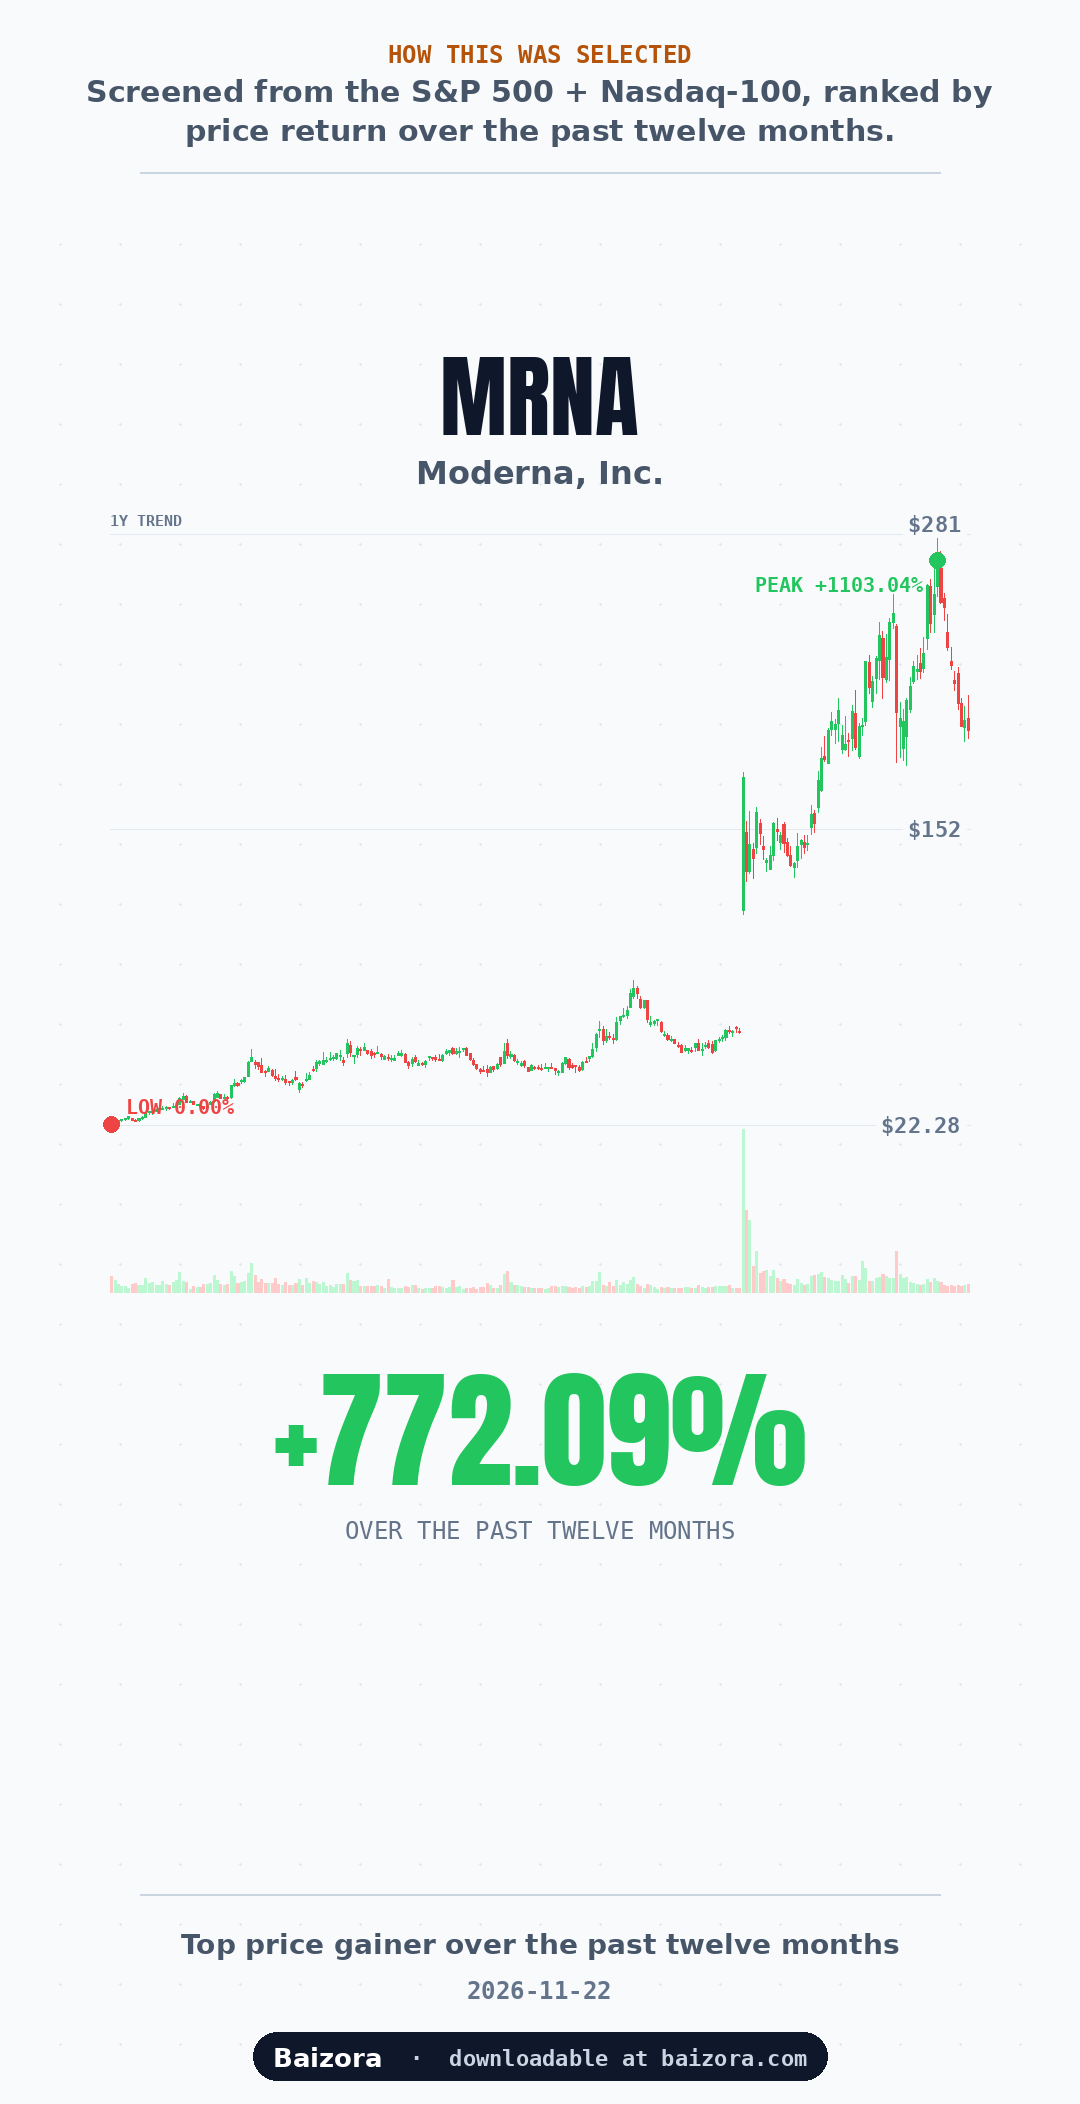 HOW THIS WAS SELECTED
Screened from the S&P 500 + Nasdaq-100, ranked by
price return over the past twelve months.
MRNA
Moderna, Inc.
1Y TREND
$281
PEAK +1103.04%
$152
LOW 0.00%
$22.28
+772.09%
OVER THE PAST TWELVE MONTHS
Top price gainer over the past twelve months
2026-11-22
Baizora · downloadable at baizora.com